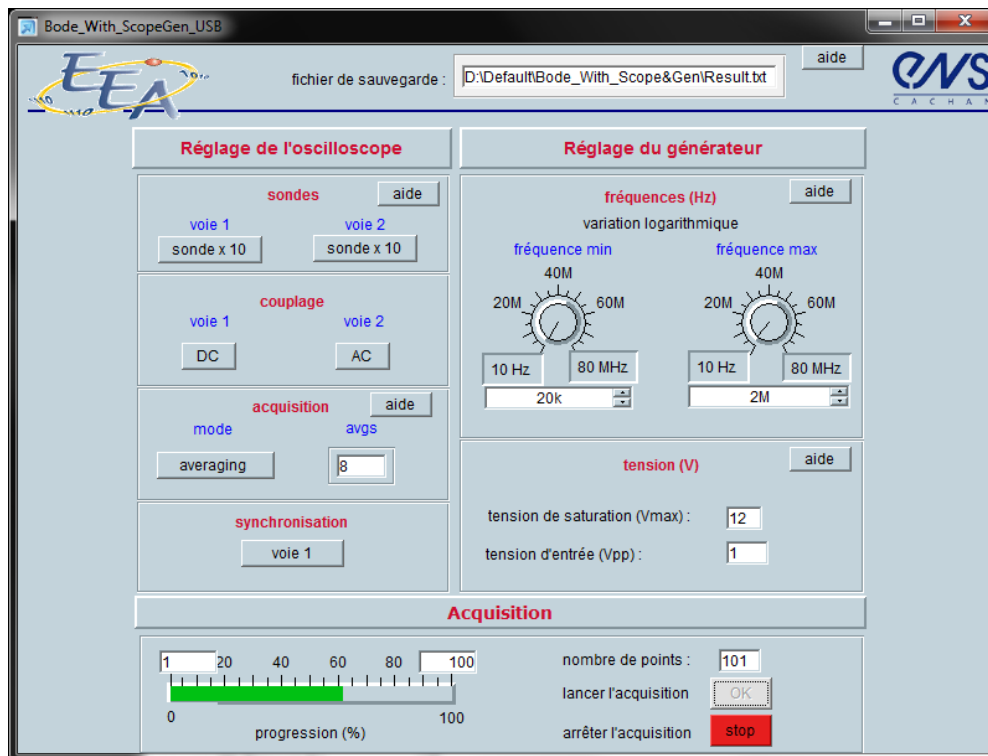 Bode_With_ScopeGen_USB
EEA
fichier de sauvegarde :
D:\Default\Bode_With_Scope&Gen\Result.txt
aide
ENS
CACHAN
Réglage de l'oscilloscope
sondes
aide
voie 1
voie 2
sonde x 10
sonde x 10
couplage
voie 1
voie 2
DC
AC
acquisition
aide
mode
avgs
averaging
8
synchronisation
voie 1
Réglage du générateur
fréquences (Hz)
aide
variation logarithmique
fréquence min
fréquence max
40M
20M
60M
10 Hz
80 MHz
20k
40M
20M
60M
10 Hz
80 MHz
2M
tension (V)
aide
tension de saturation (Vmax) :
12
tension d'entrée (Vpp) :
1
Acquisition
1 20 40 60 80 100
0 100
progression (%)
nombre de points :
101
lancer l'acquisition
OK
arrêter l'acquisition
stop